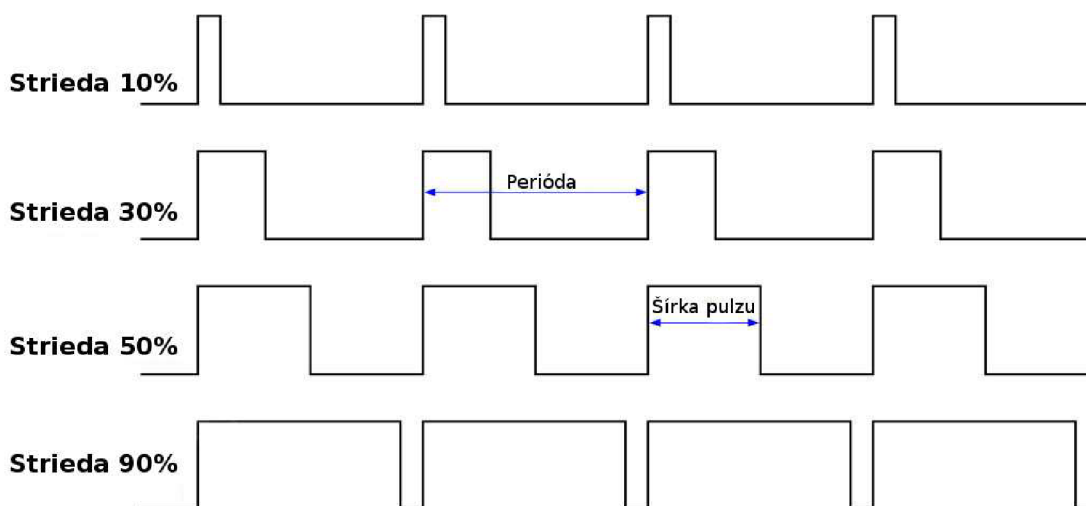 Strieda 10%
Perióda
Strieda 30%
Šírka pulzu
Strieda 50%
Strieda 90%